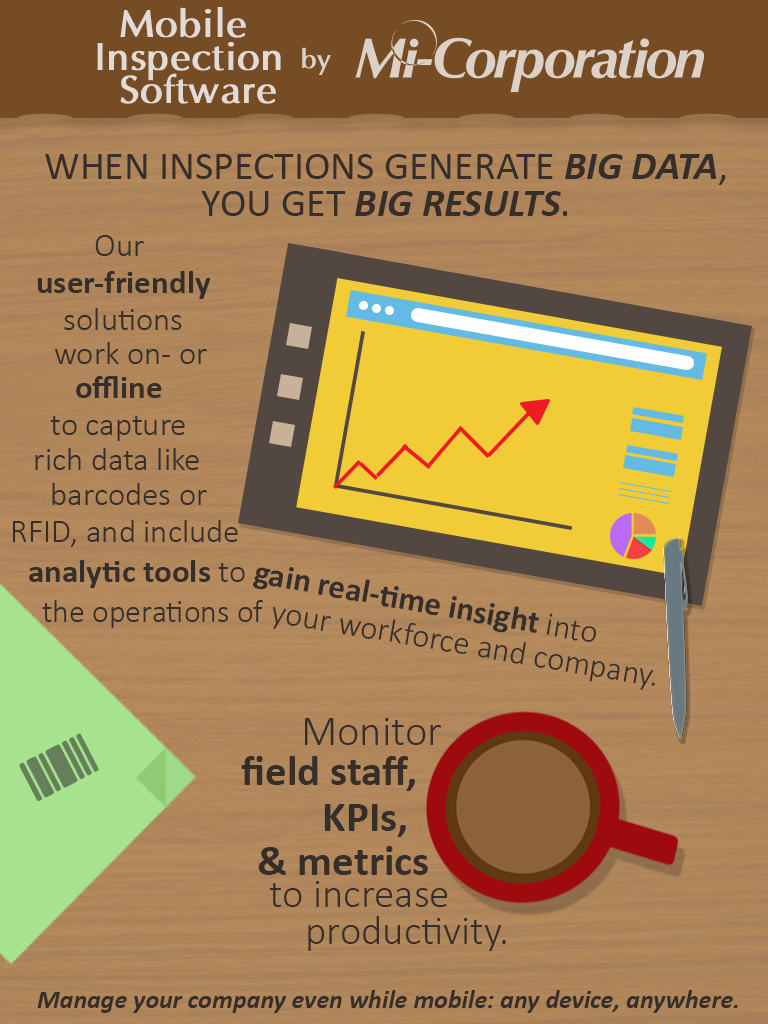 Mobile
Inspection
Software
by
Mi-Corporation
WHEN INSPECTIONS GENERATE BIG DATA,
YOU GET BIG RESULTS.
Our
user-friendly
solutions
work on- or
offline
to capture
rich data like
barcodes or
RFID, and include
analytic tools to gain real-time insight into
the operations of your workforce and company.
Monitor
field staff,
KPIs,
& metrics
to increase
productivity.
Manage your company even while mobile: any device, anywhere.